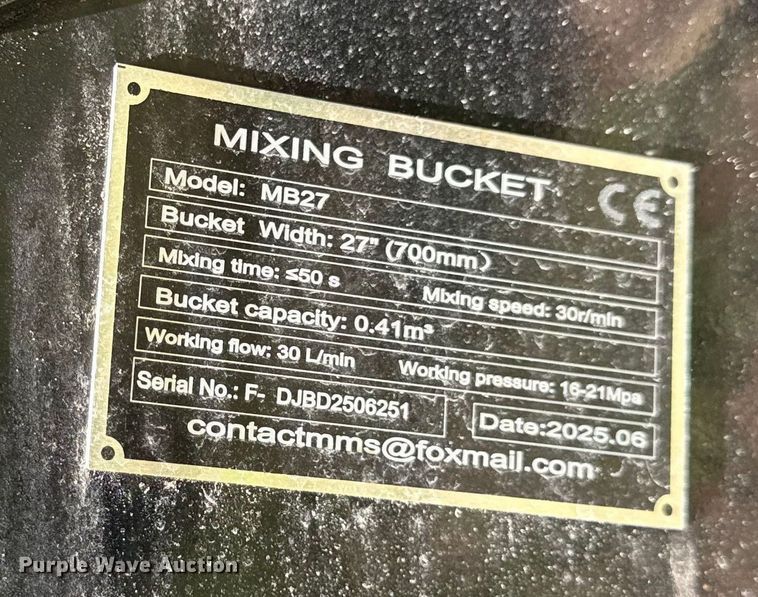 MIXING BUCKET
CE
Model: MB27
Bucket Width: 27" (700mm)
Mixing time: ≤50 s Mixing speed: 30r/min
Bucket capacity: 0.41m³
Working flow: 30 L/min Working pressure: 16-21Mpa
Serial No.: F- DJBD2506251 Date:2025.06
contactmms@foxmail.com
Purple Wave Auction